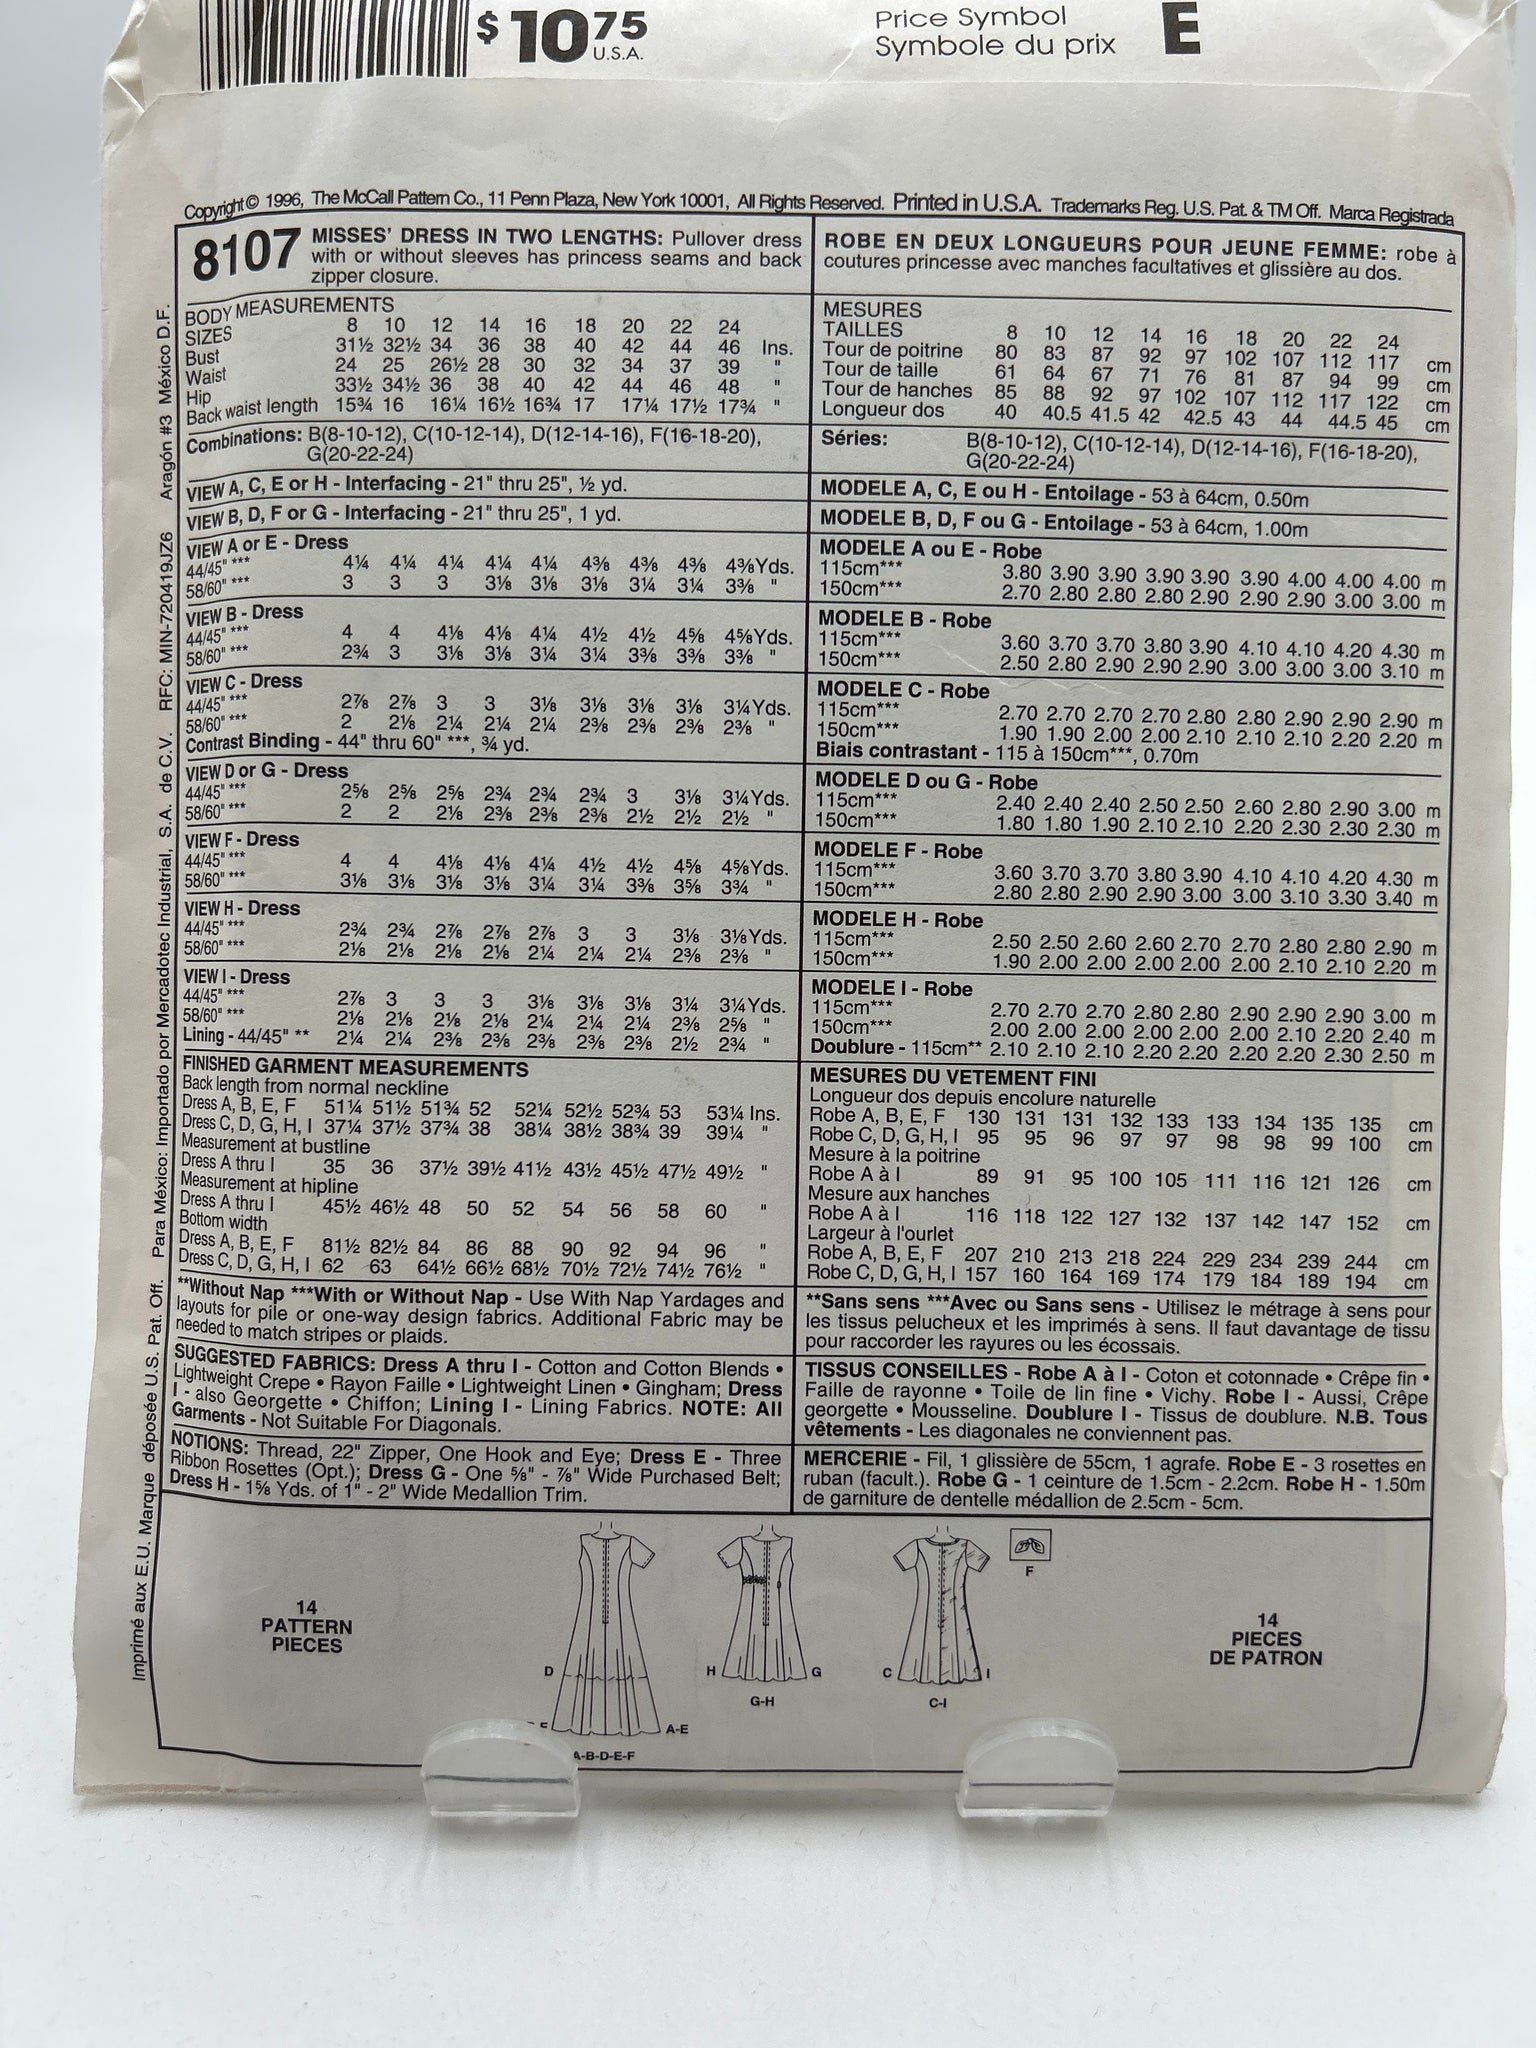 $ 10.75
U.S.A.
Price Symbol
Symbole du prix
E
Copyright © 1996, The McCall Pattern Co., 11 Penn Plaza, New York 10001, All Rights Reserved. Printed in U.S.A. Trademarks Reg. U.S. Pat. & TM Off. Marca Registrada
8107 MISSES' DRESS IN TWO LENGTHS: Pullover dress
with or without sleeves has princess seams and back
zipper closure.
BODY MEASUREMENTS
SIZES 8 10 12 14 16 18 20 22 24
Bust 31½ 32½ 34 36 38 40 42 44 46 Ins.
Waist 24 25 26½ 28 30 32 34 37 39 "
Hip 33½ 34½ 36 38 40 42 44 46 48 "
Back waist length 15¾ 16 16¼ 16½ 16¾ 17 17¼ 17½ 17¾ "
Combinations: B(8-10-12), C(10-12-14), D(12-14-16), F(16-18-20),
G(20-22-24)
VIEW A, C, E or H - Interfacing - 21" thru 25", ½ yd.
VIEW B, D, F or G - Interfacing - 21" thru 25", 1 yd.
VIEW A or E - Dress
44/45" *** 4¼ 4¼ 4¼ 4¼ 4¼ 4⅜ 4⅜ 4⅜ 4⅜ Yds.
58/60" *** 3 3 3 3⅛ 3⅛ 3⅛ 3¼ 3¼ 3⅜ "
VIEW B - Dress
44/45" *** 4 4 4⅛ 4⅛ 4¼ 4½ 4½ 4⅝ 4⅝ Yds.
58/60" *** 2¾ 3 3⅛ 3⅛ 3¼ 3¼ 3⅜ 3⅜ 3⅜ "
VIEW C - Dress
44/45" *** 2⅞ 2⅞ 3 3 3⅛ 3⅛ 3⅛ 3⅛ 3¼ Yds.
58/60" *** 2 2⅛ 2¼ 2¼ 2¼ 2⅜ 2⅜ 2⅜ 2⅜ "
Contrast Binding - 44" thru 60" ***, ¾ yd.
VIEW D or G - Dress
44/45" *** 2⅝ 2⅝ 2⅝ 2¾ 2¾ 2¾ 3 3⅛ 3¼ Yds.
58/60" *** 2 2 2⅛ 2⅜ 2⅜ 2⅜ 2½ 2½ 2½ "
VIEW F - Dress
44/45" *** 4 4 4⅛ 4⅛ 4¼ 4½ 4½ 4⅝ 4⅝ Yds.
58/60" *** 3⅛ 3⅛ 3⅛ 3⅛ 3¼ 3¼ 3⅜ 3⅝ 3¾ "
VIEW H - Dress
44/45" *** 2¾ 2¾ 2⅞ 2⅞ 2⅞ 3 3 3⅛ 3⅛ Yds.
58/60" *** 2⅛ 2⅛ 2⅛ 2⅛ 2¼ 2¼ 2¼ 2⅜ 2⅜ "
VIEW I - Dress
44/45" *** 2⅞ 3 3 3 3⅛ 3⅛ 3⅛ 3¼ 3¼ Yds.
58/60" *** 2⅛ 2⅛ 2⅛ 2⅛ 2¼ 2¼ 2¼ 2⅜ 2⅝ "
Lining - 44/45" ** 2¼ 2¼ 2⅜ 2⅜ 2⅜ 2⅜ 2⅜ 2½ 2¾ "
FINISHED GARMENT MEASUREMENTS
Back length from normal neckline
Dress A, B, E, F 51¼ 51½ 51¾ 52 52¼ 52½ 52¾ 53 53¼ Ins.
Dress C, D, G, H, I 37¼ 37½ 37¾ 38 38¼ 38½ 38¾ 39 39¼ "
Measurement at bustline
Dress A thru I 35 36 37½ 39½ 41½ 43½ 45½ 47½ 49½ "
Measurement at hipline
Dress A thru I 45½ 46½ 48 50 52 54 56 58 60 "
Bottom width
Dress A, B, E, F 81½ 82½ 84 86 88 90 92 94 96 "
Dress C, D, G, H, I 62 63 64½ 66½ 68½ 70½ 72½ 74½ 76½ "
**Without Nap ***With or Without Nap - Use With Nap Yardages and
layouts for pile or one-way design fabrics. Additional Fabric may be
needed to match stripes or plaids.
SUGGESTED FABRICS: Dress A thru I - Cotton and Cotton Blends •
Lightweight Crepe • Rayon Faille • Lightweight Linen • Gingham; Dress
I - also Georgette • Chiffon; Lining I - Lining Fabrics. NOTE: All
Garments - Not Suitable For Diagonals.
NOTIONS: Thread, 22" Zipper, One Hook and Eye; Dress E - Three
Ribbon Rosettes (Opt.); Dress G - One ⅝" - ⅞" Wide Purchased Belt;
Dress H - 1⅝ Yds. of 1" - 2" Wide Medallion Trim.
ROBE EN DEUX LONGUEURS POUR JEUNE FEMME: robe à
coutures princesse avec manches facultatives et glissière au dos.
MESURES
TAILLES 8 10 12 14 16 18 20 22 24
Tour de poitrine 80 83 87 92 97 102 107 112 117 cm
Tour de taille 61 64 67 71 76 81 87 94 99 cm
Tour de hanches 85 88 92 97 102 107 112 117 122 cm
Longueur dos 40 40.5 41.5 42 42.5 43 44 44.5 45 cm
Séries: B(8-10-12), C(10-12-14), D(12-14-16), F(16-18-20),
G(20-22-24)
MODELE A, C, E ou H - Entoilage - 53 à 64cm, 0.50m
MODELE B, D, F ou G - Entoilage - 53 à 64cm, 1.00m
MODELE A ou E - Robe
115cm*** 3.80 3.90 3.90 3.90 3.90 3.90 4.00 4.00 4.00 m
150cm*** 2.70 2.80 2.80 2.80 2.90 2.90 2.90 3.00 3.00 m
MODELE B - Robe
115cm*** 3.60 3.70 3.70 3.80 3.90 4.10 4.10 4.20 4.30 m
150cm*** 2.50 2.80 2.90 2.90 2.90 3.00 3.00 3.00 3.10 m
MODELE C - Robe
115cm*** 2.70 2.70 2.70 2.70 2.80 2.80 2.90 2.90 2.90 m
150cm*** 1.90 1.90 2.00 2.00 2.10 2.10 2.10 2.20 2.20 m
Biais contrastant - 115 à 150cm***, 0.70m
MODELE D ou G - Robe
115cm*** 2.40 2.40 2.40 2.50 2.50 2.60 2.80 2.90 3.00 m
150cm*** 1.80 1.80 1.90 2.10 2.10 2.20 2.30 2.30 2.30 m
MODELE F - Robe
115cm*** 3.60 3.70 3.70 3.80 3.90 4.10 4.10 4.20 4.30 m
150cm*** 2.80 2.80 2.90 2.90 3.00 3.00 3.10 3.30 3.40 m
MODELE H - Robe
115cm*** 2.50 2.50 2.60 2.60 2.70 2.70 2.80 2.80 2.90 m
150cm*** 1.90 2.00 2.00 2.00 2.00 2.00 2.10 2.10 2.20 m
MODELE I - Robe
115cm*** 2.70 2.70 2.70 2.80 2.80 2.90 2.90 2.90 3.00 m
150cm*** 2.00 2.00 2.00 2.00 2.00 2.00 2.10 2.20 2.40 m
Doublure - 115cm** 2.10 2.10 2.10 2.20 2.20 2.20 2.20 2.30 2.50 m
MESURES DU VETEMENT FINI
Longueur dos depuis encolure naturelle
Robe A, B, E, F 130 131 131 132 133 133 134 135 135 cm
Robe C, D, G, H, I 95 95 96 97 97 98 98 99 100 cm
Mesure à la poitrine
Robe A à I 89 91 95 100 105 111 116 121 126 cm
Mesure aux hanches
Robe A à I 116 118 122 127 132 137 142 147 152 cm
Largeur à l'ourlet
Robe A, B, E, F 207 210 213 218 224 229 234 239 244 cm
Robe C, D, G, H, I 157 160 164 169 174 179 184 189 194 cm
**Sans sens ***Avec ou Sans sens - Utilisez le métrage à sens pour
les tissus pelucheux et les imprimés à sens. Il faut davantage de tissu
pour raccorder les rayures ou les écossais.
TISSUS CONSEILLES - Robe A à I - Coton et cotonnade • Crêpe fin •
Faille de rayonne • Toile de lin fine • Vichy. Robe I - Aussi, Crêpe
georgette • Mousseline. Doublure I - Tissus de doublure. N.B. Tous
vêtements - Les diagonales ne conviennent pas.
MERCERIE - Fil, 1 glissière de 55cm, 1 agrafe. Robe E - 3 rosettes en
ruban (facult.). Robe G - 1 ceinture de 1.5cm - 2.2cm. Robe H - 1.50m
de garniture de dentelle médallion de 2.5cm - 5cm.
Imprimé aux E.U. Marque déposée U.S. Pat. Off. Para México: Importado por Mercadotec Industrial, S.A. de C.V. RFC: MIN-720419JZ6 Aragón #3 México D.F.
14
PATTERN
PIECES
D
A-E
A-B-D-E-F
H
G
G-H
C
I
C-I
F
14
PIECES
DE PATRON